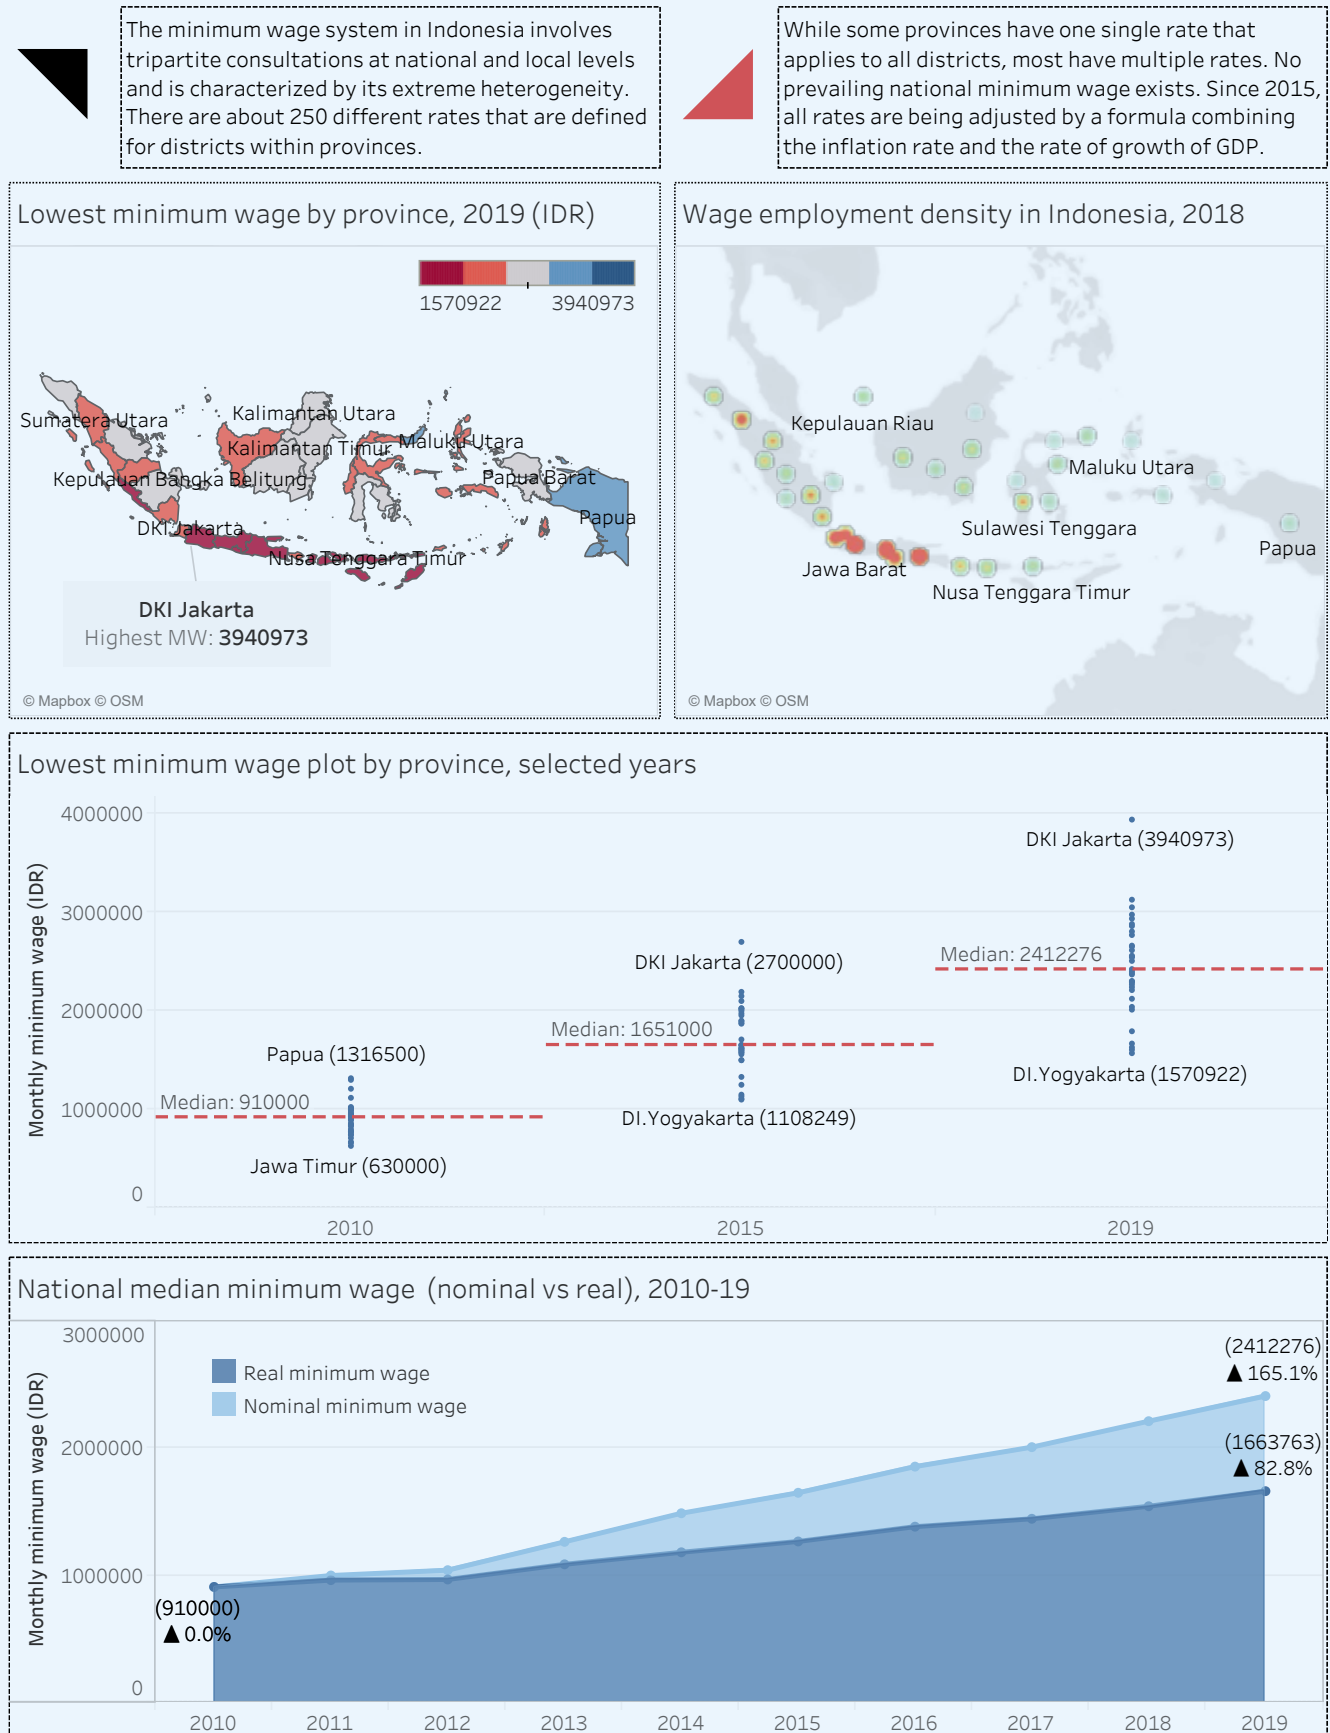 The minimum wage system in Indonesia involves
tripartite consultations at national and local levels
and is characterized by its extreme heterogeneity.
There are about 250 different rates that are defined
for districts within provinces.
While some provinces have one single rate that
applies to all districts, most have multiple rates. No
prevailing national minimum wage exists. Since 2015,
all rates are being adjusted by a formula combining
the inflation rate and the rate of growth of GDP.
Lowest minimum wage by province, 2019 (IDR)
1570922 3940973
Sumatera Utara
Kalimantan Utara
Kalimantan Timur
Maluku Utara
Kepulauan Bangka Belitung
Papua Barat
Papua
DKI Jakarta
Nusa Tenggara Timur
DKI Jakarta
Highest MW: 3940973
© Mapbox © OSM
Wage employment density in Indonesia, 2018
Kepulauan Riau
Maluku Utara
Sulawesi Tenggara
Papua
Jawa Barat
Nusa Tenggara Timur
© Mapbox © OSM
Lowest minimum wage plot by province, selected years
Monthly minimum wage (IDR)
4000000
3000000
2000000
1000000
0
Papua (1316500)
Median: 910000
Jawa Timur (630000)
DKI Jakarta (2700000)
Median: 1651000
DI.Yogyakarta (1108249)
DKI Jakarta (3940973)
Median: 2412276
DI.Yogyakarta (1570922)
2010 2015 2019
National median minimum wage (nominal vs real), 2010-19
Monthly minimum wage (IDR)
3000000
2000000
1000000
0
Real minimum wage
Nominal minimum wage
(2412276)
▲ 165.1%
(1663763)
▲ 82.8%
(910000)
▲ 0.0%
2010 2011 2012 2013 2014 2015 2016 2017 2018 2019